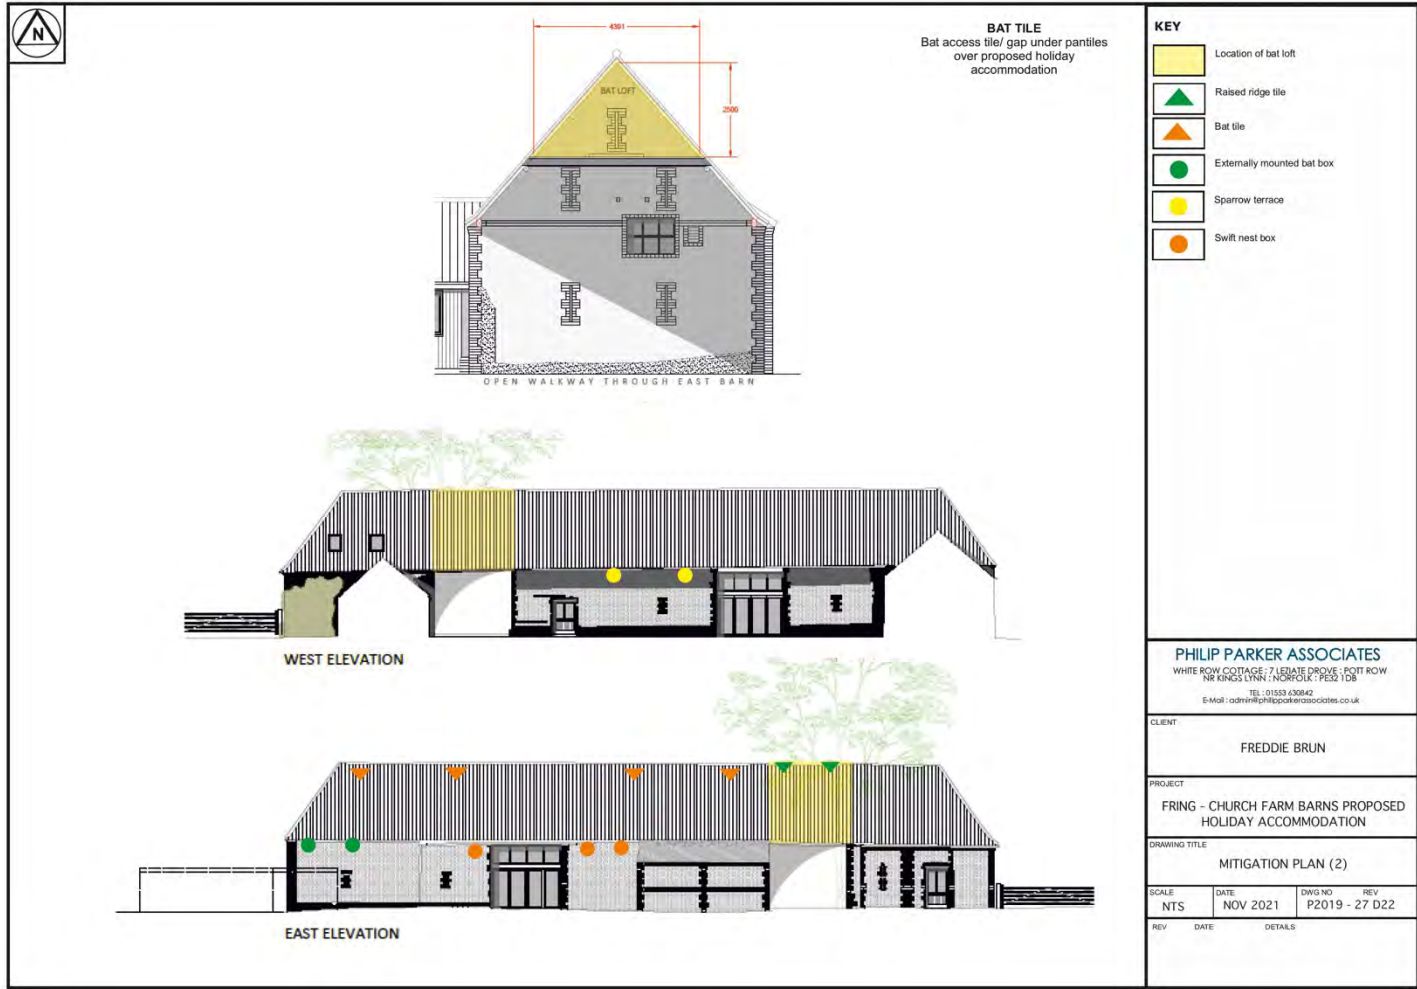 N
4391
BAT LOFT
2500
OPEN WALKWAY THROUGH EAST BARN
BAT TILE
Bat access tile/ gap under pantiles
over proposed holiday
accommodation
WEST ELEVATION
EAST ELEVATION
KEY
Location of bat loft
Raised ridge tile
Bat tile
Externally mounted bat box
Sparrow terrace
Swift nest box
PHILIP PARKER ASSOCIATES
WHITE ROW COTTAGE : 7 LEZIATE DROVE : POTT ROW
NR KINGS LYNN : NORFOLK : PE32 1DB
TEL : 01553 630842
E-Mail : admin@philipparkerassociates.co.uk
CLIENT
FREDDIE BRUN
PROJECT
FRING - CHURCH FARM BARNS PROPOSED
HOLIDAY ACCOMMODATION
DRAWING TITLE
MITIGATION PLAN (2)
SCALE DATE DWG NO REV
NTS NOV 2021 P2019 - 27 D22
REV DATE DETAILS